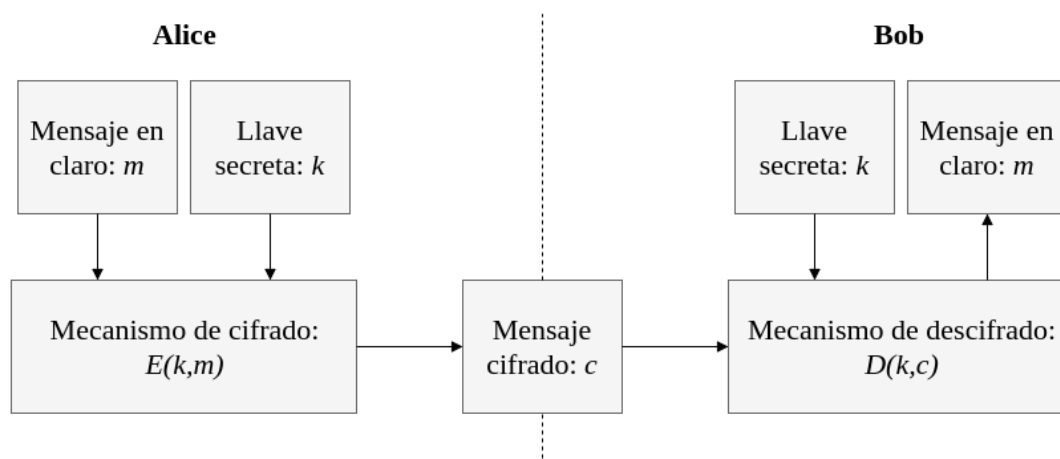 Alice
Bob
Mensaje en
claro: m
Llave
secreta: k
Llave
secreta: k
Mensaje en
claro: m
Mecanismo de cifrado:
E(k,m)
Mensaje
cifrado: c
Mecanismo de descifrado:
D(k,c)